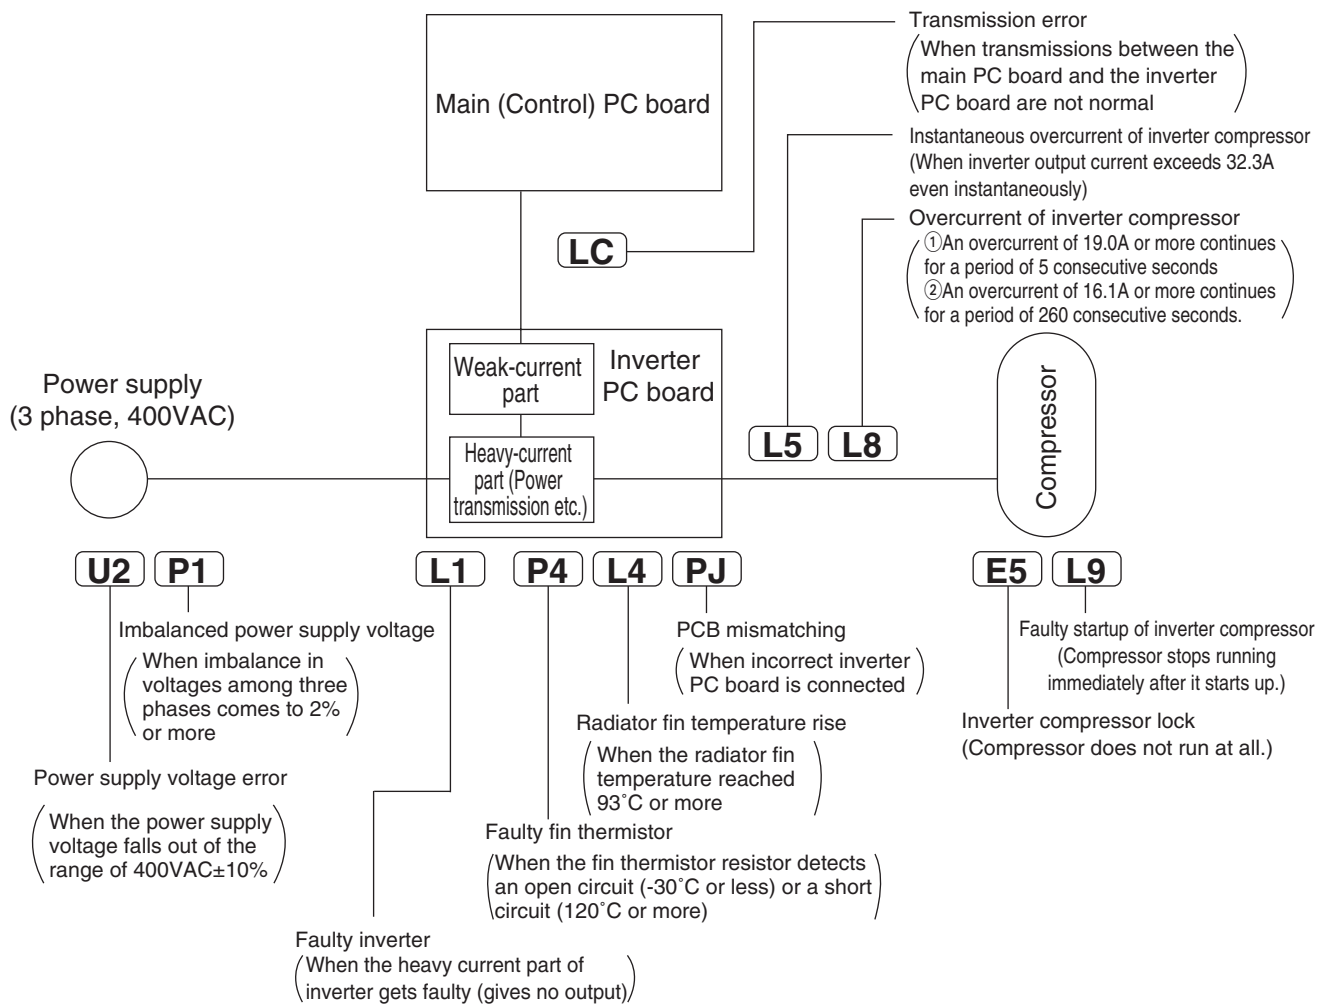 Transmission error
When transmissions between the
main PC board and the inverter
PC board are not normal
Main (Control) PC board
Instantaneous overcurrent of inverter compressor
(When inverter output current exceeds 32.3A
even instantaneously)
Overcurrent of inverter compressor
①An overcurrent of 19.0A or more continues
for a period of 5 consecutive seconds
②An overcurrent of 16.1A or more continues
for a period of 260 consecutive seconds.
LC
Weak-current
part
Inverter
PC board
Power supply
(3 phase, 400VAC)
Heavy-current
part (Power
transmission etc.)
L5
L8
Compressor
U2
P1
L1
P4
L4
PJ
E5
L9
Imbalanced power supply voltage
When imbalance in
voltages among three
phases comes to 2%
or more
Power supply voltage error
When the power supply
voltage falls out of the
range of 400VAC±10%
PCB mismatching
When incorrect inverter
PC board is connected
Radiator fin temperature rise
When the radiator fin
temperature reached
93˚C or more
Faulty fin thermistor
When the fin thermistor resistor detects
an open circuit (-30˚C or less) or a short
circuit (120˚C or more)
Faulty inverter
When the heavy current part of
inverter gets faulty (gives no output)
Faulty startup of inverter compressor
(Compressor stops running
immediately after it starts up.)
Inverter compressor lock
(Compressor does not run at all.)